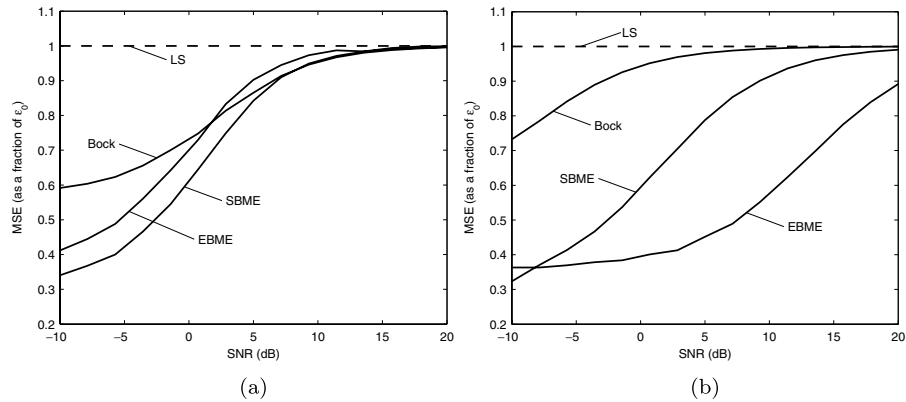 1.1
1
0.9
0.8
0.7
0.6
0.5
0.4
0.3
0.2
MSE (as a fraction of ε₀)
LS
Bock
SBME
EBME
−10
−5
0
5
10
15
20
SNR (dB)
(a)
1.1
1
0.9
0.8
0.7
0.6
0.5
0.4
0.3
0.2
MSE (as a fraction of ε₀)
LS
Bock
SBME
EBME
−10
−5
0
5
10
15
20
SNR (dB)
(b)